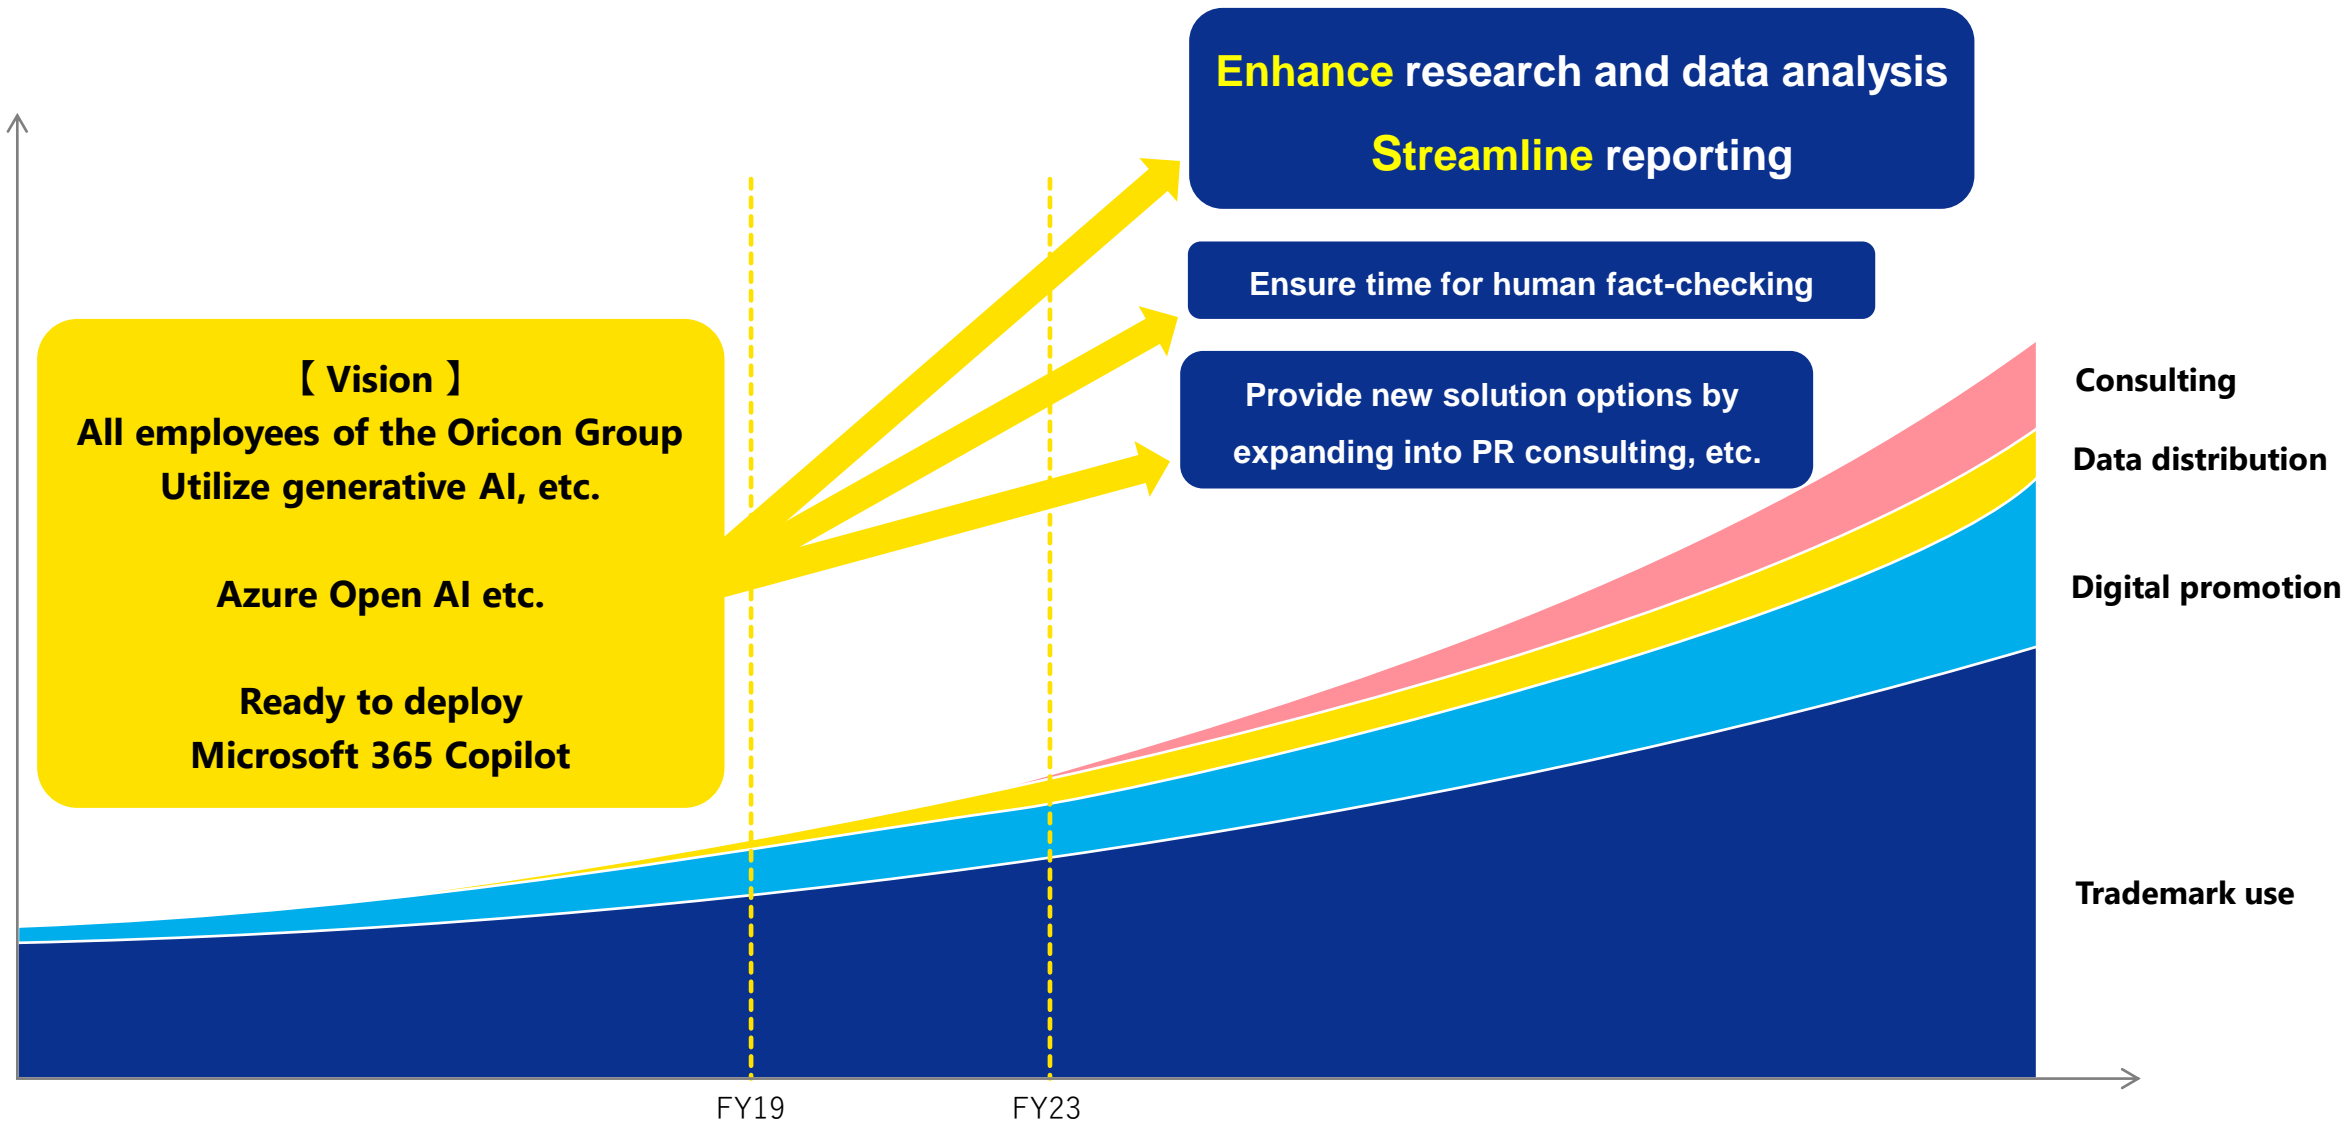 Enhance research and data analysis
Streamline reporting
Ensure time for human fact-checking
Provide new solution options by
expanding into PR consulting, etc.
【 Vision 】
All employees of the Oricon Group
Utilize generative AI, etc.
Azure Open AI etc.
Ready to deploy
Microsoft 365 Copilot
Consulting
Data distribution
Digital promotion
Trademark use
FY19
FY23